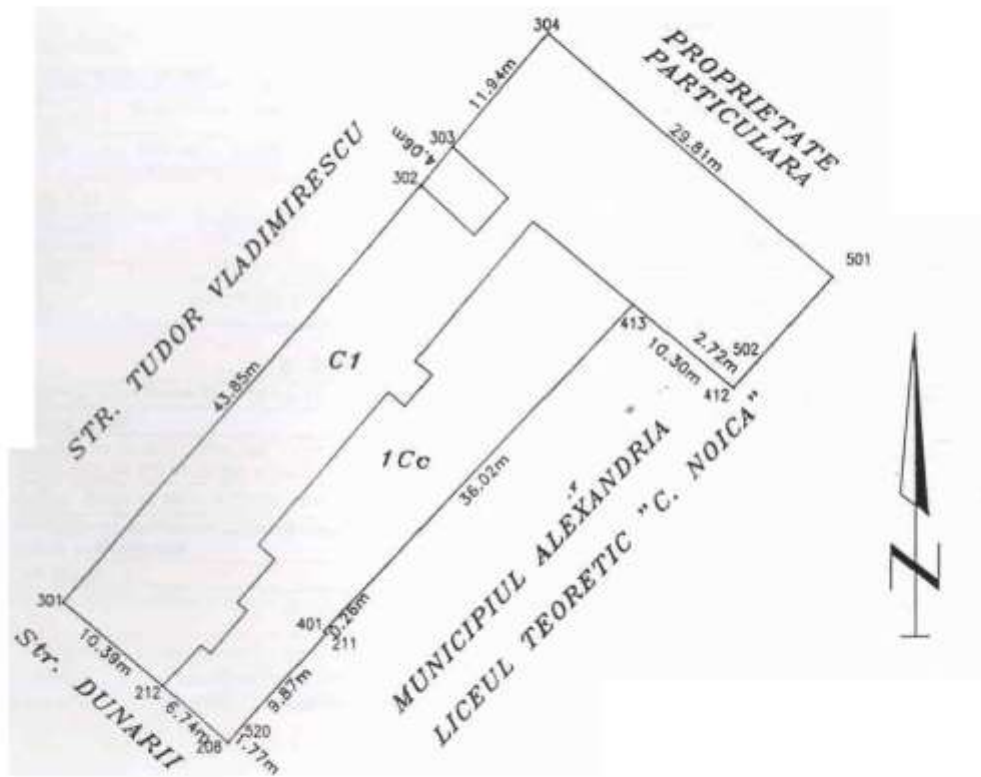 304
PROPRIETATE
PARTICULARA
11.94m
29.81m
303
4.06m
302
STR. TUDOR VLADIMIRESCU
501
413
2.72m
502
10.30m
412
C1
43.85m
1Cc
36.02m
MUNICIPIUL ALEXANDRIA
LICEUL TEORETIC "C. NOICA"
301
401
0.26m
211
10.39m
Str. DUNARII
212
9.87m
6.74m
520
208
1.77m
N